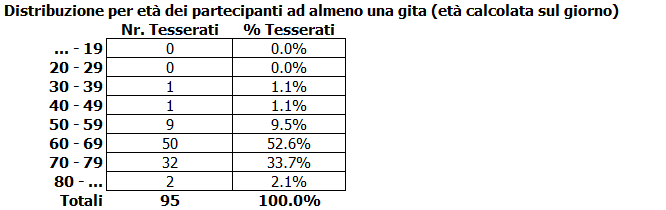 Distribuzione per età dei partecipanti ad almeno una gita (età calcolata sul giorno)
Nr. Tesserati % Tesserati
... - 19 0 0.0%
20 - 29 0 0.0%
30 - 39 1 1.1%
40 - 49 1 1.1%
50 - 59 9 9.5%
60 - 69 50 52.6%
70 - 79 32 33.7%
80 - ... 2 2.1%
Totali 95 100.0%